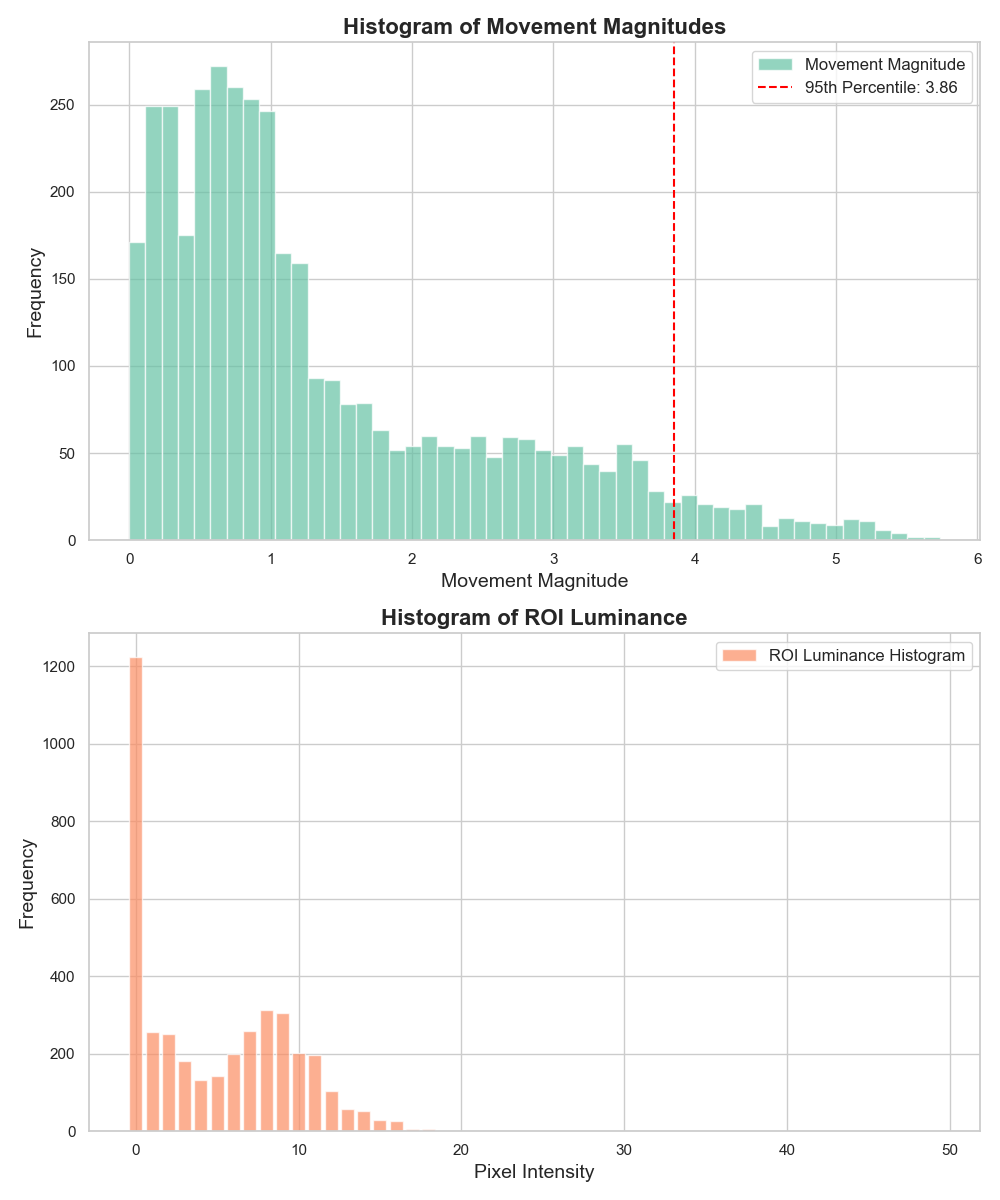 Histogram of Movement Magnitudes
Movement Magnitude
95th Percentile: 3.86
Frequency
250
200
150
100
50
0
0 1 2 3 4 5 6
Movement Magnitude
Histogram of ROI Luminance
ROI Luminance Histogram
Frequency
1200
1000
800
600
400
200
0
0 10 20 30 40 50
Pixel Intensity